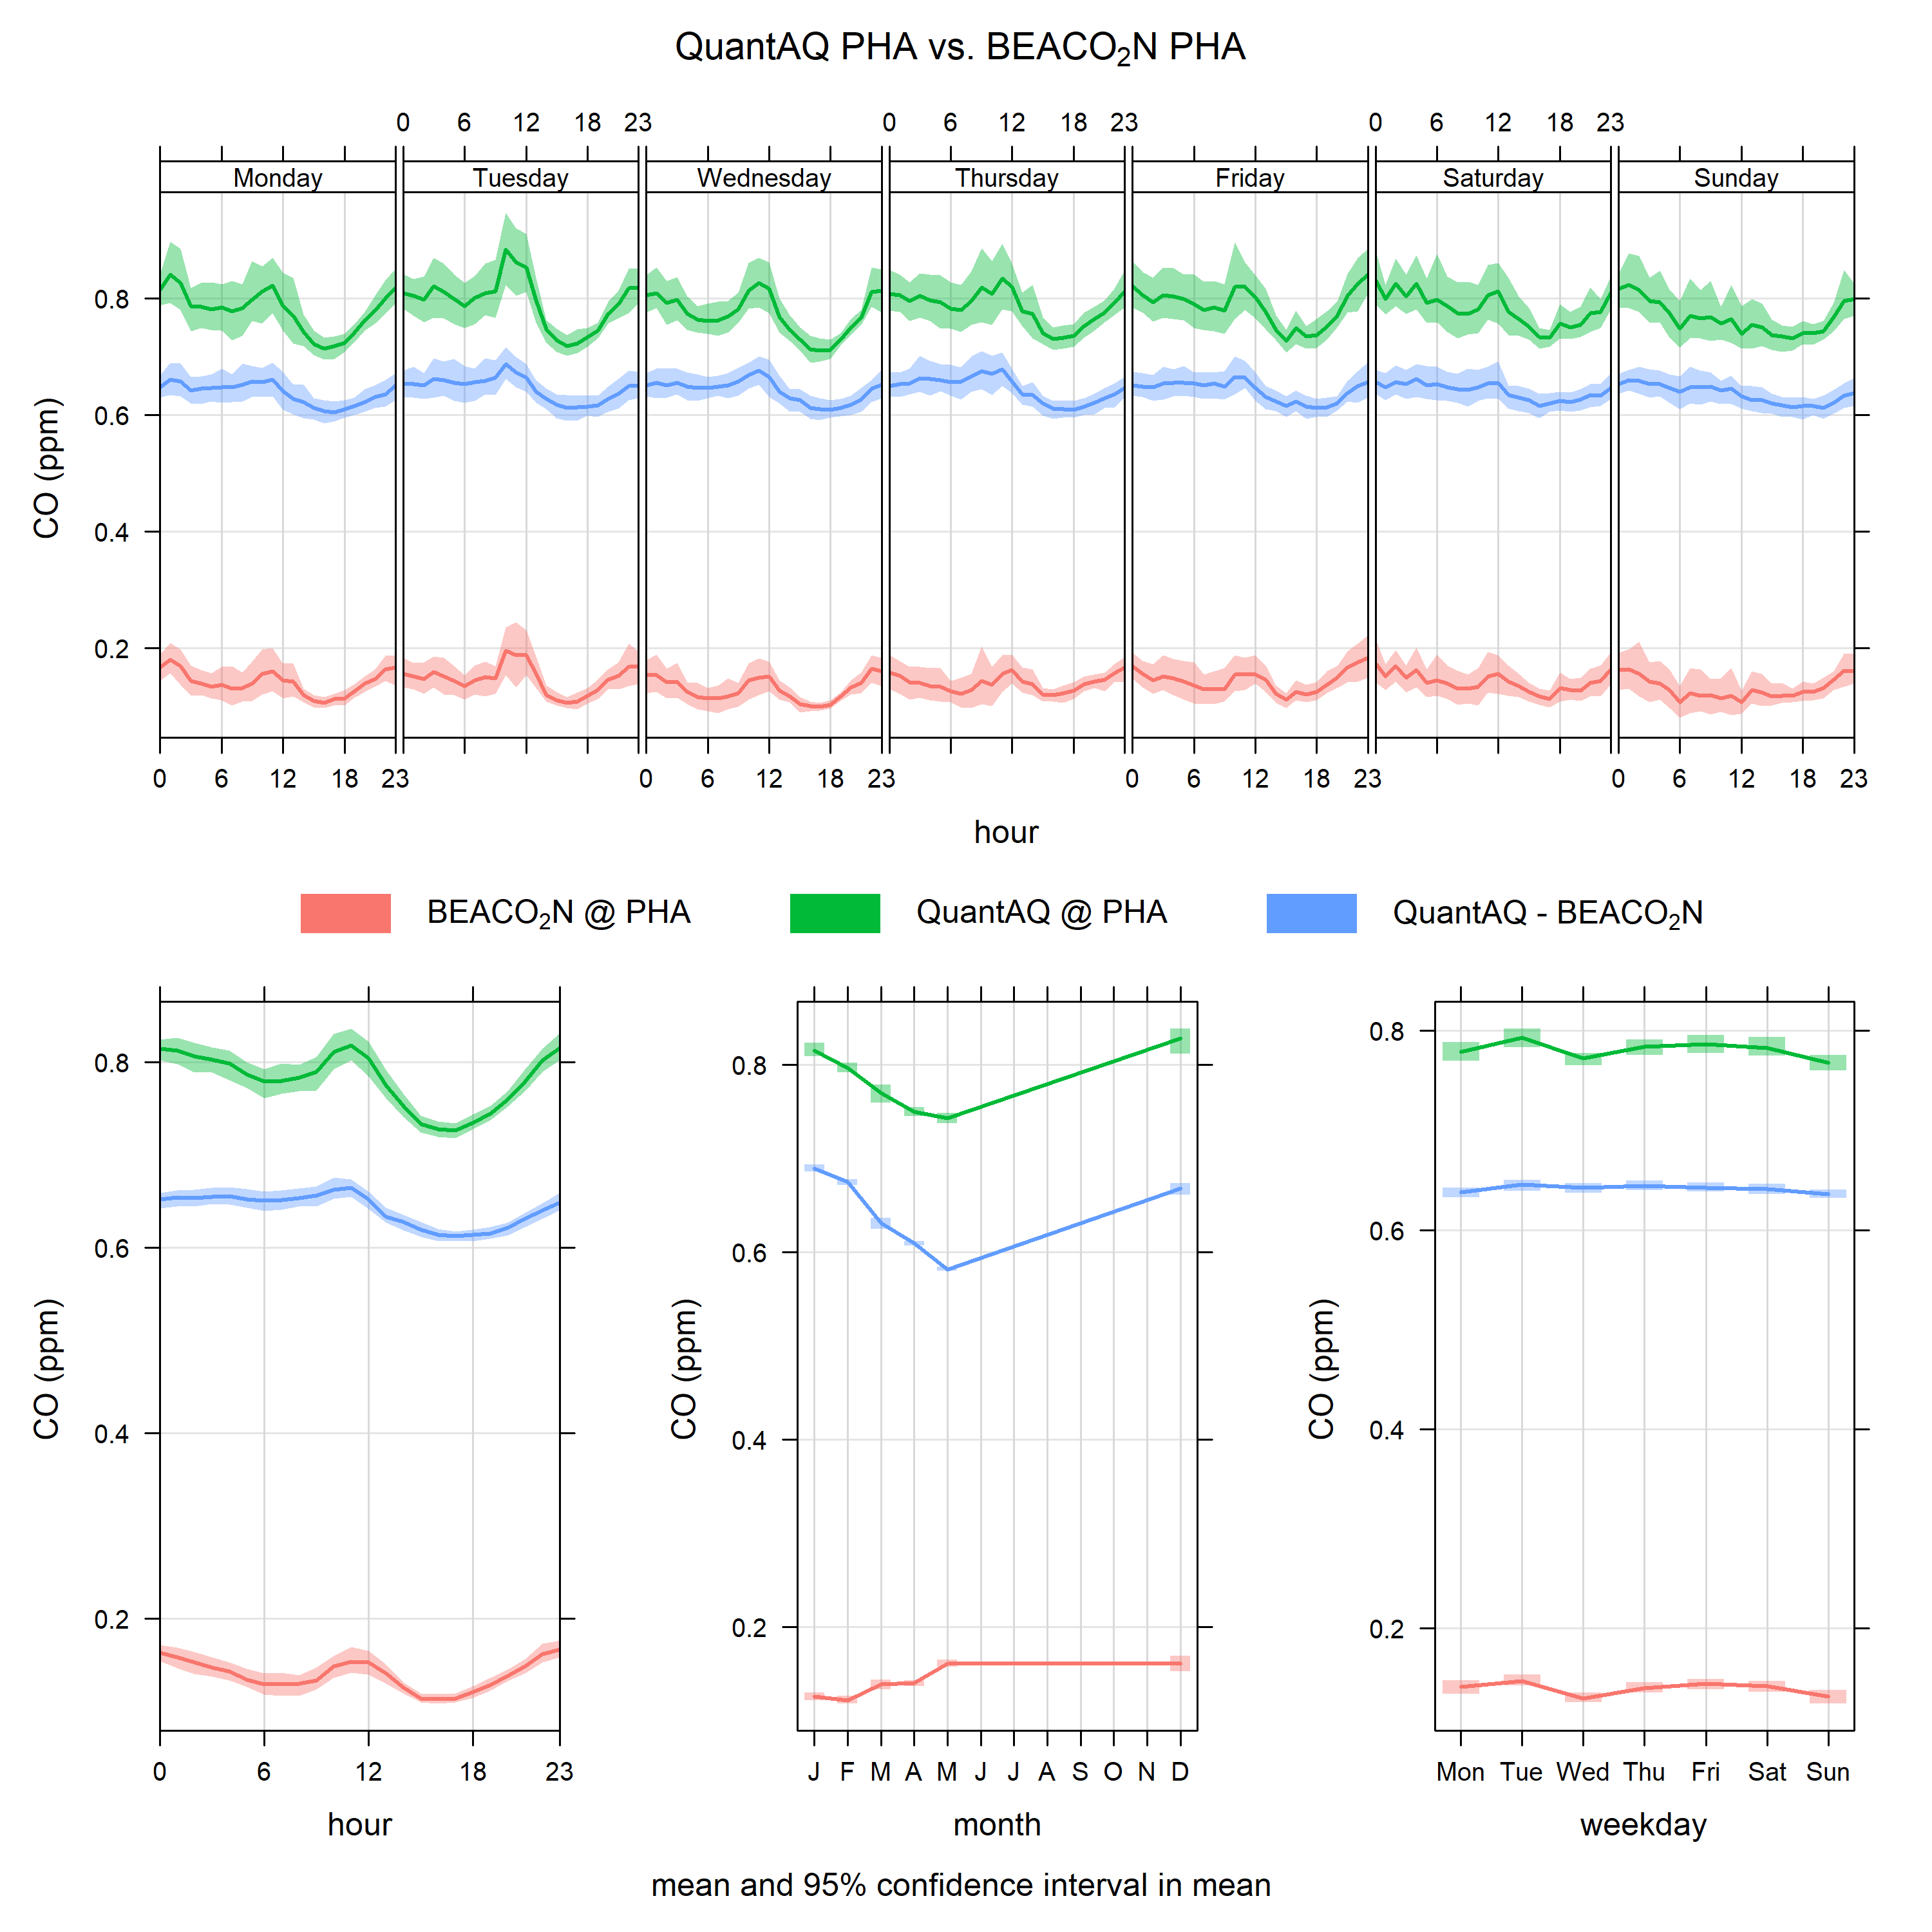 QuantAQ PHA vs. BEACO₂N PHA
0 6 12 18 23 0 6 12 18 23 0 6 12 18 23
Monday Tuesday Wednesday Thursday Friday Saturday Sunday
CO (ppm)
0.8
0.6
0.4
0.2
0 6 12 18 23 0 6 12 18 23 0 6 12 18 23 0 6 12 18 23
hour
BEACO₂N @ PHA QuantAQ @ PHA QuantAQ - BEACO₂N
CO (ppm)
0.8
0.6
0.4
0.2
0 6 12 18 23
hour
CO (ppm)
0.8
0.6
0.4
0.2
J F M A M J J A S O N D
month
CO (ppm)
0.8
0.6
0.4
0.2
Mon Tue Wed Thu Fri Sat Sun
weekday
mean and 95% confidence interval in mean